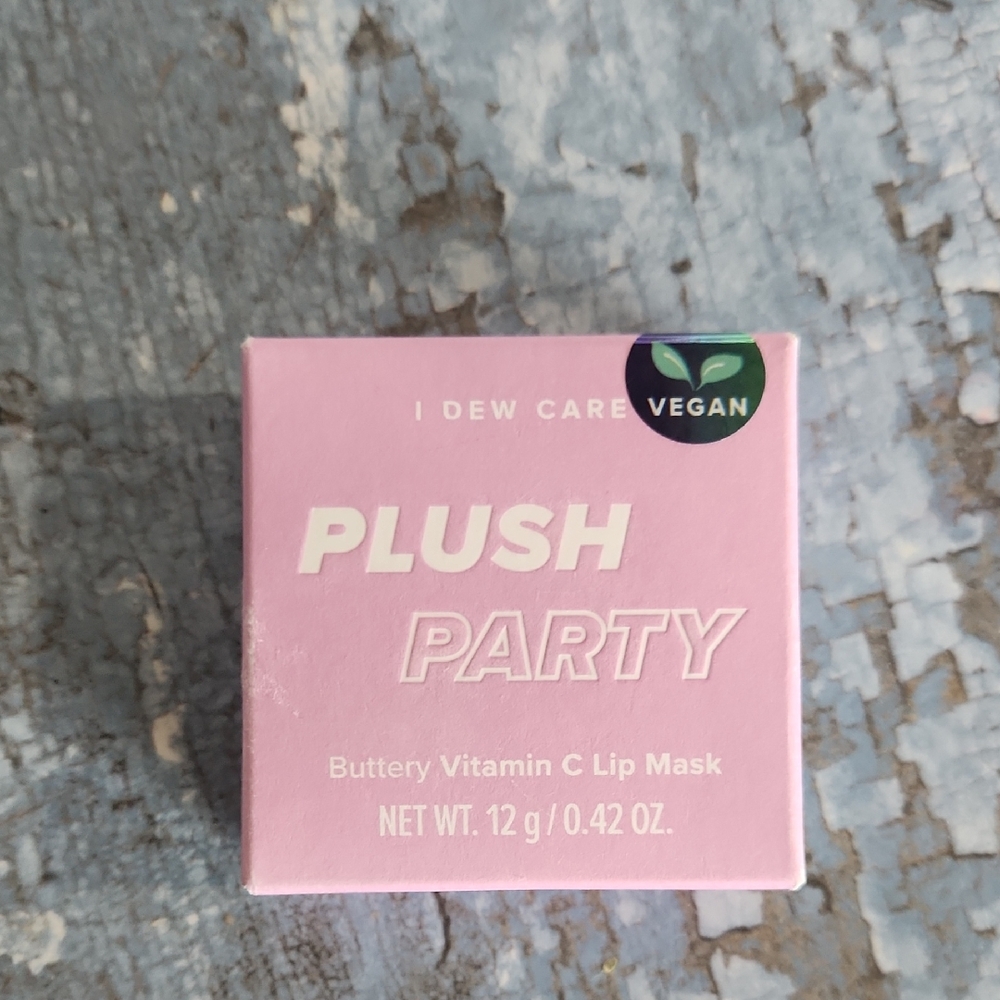 I DEW CARE
VEGAN
PLUSH
PARTY
Buttery Vitamin C Lip Mask
NET WT. 12 g / 0.42 OZ.